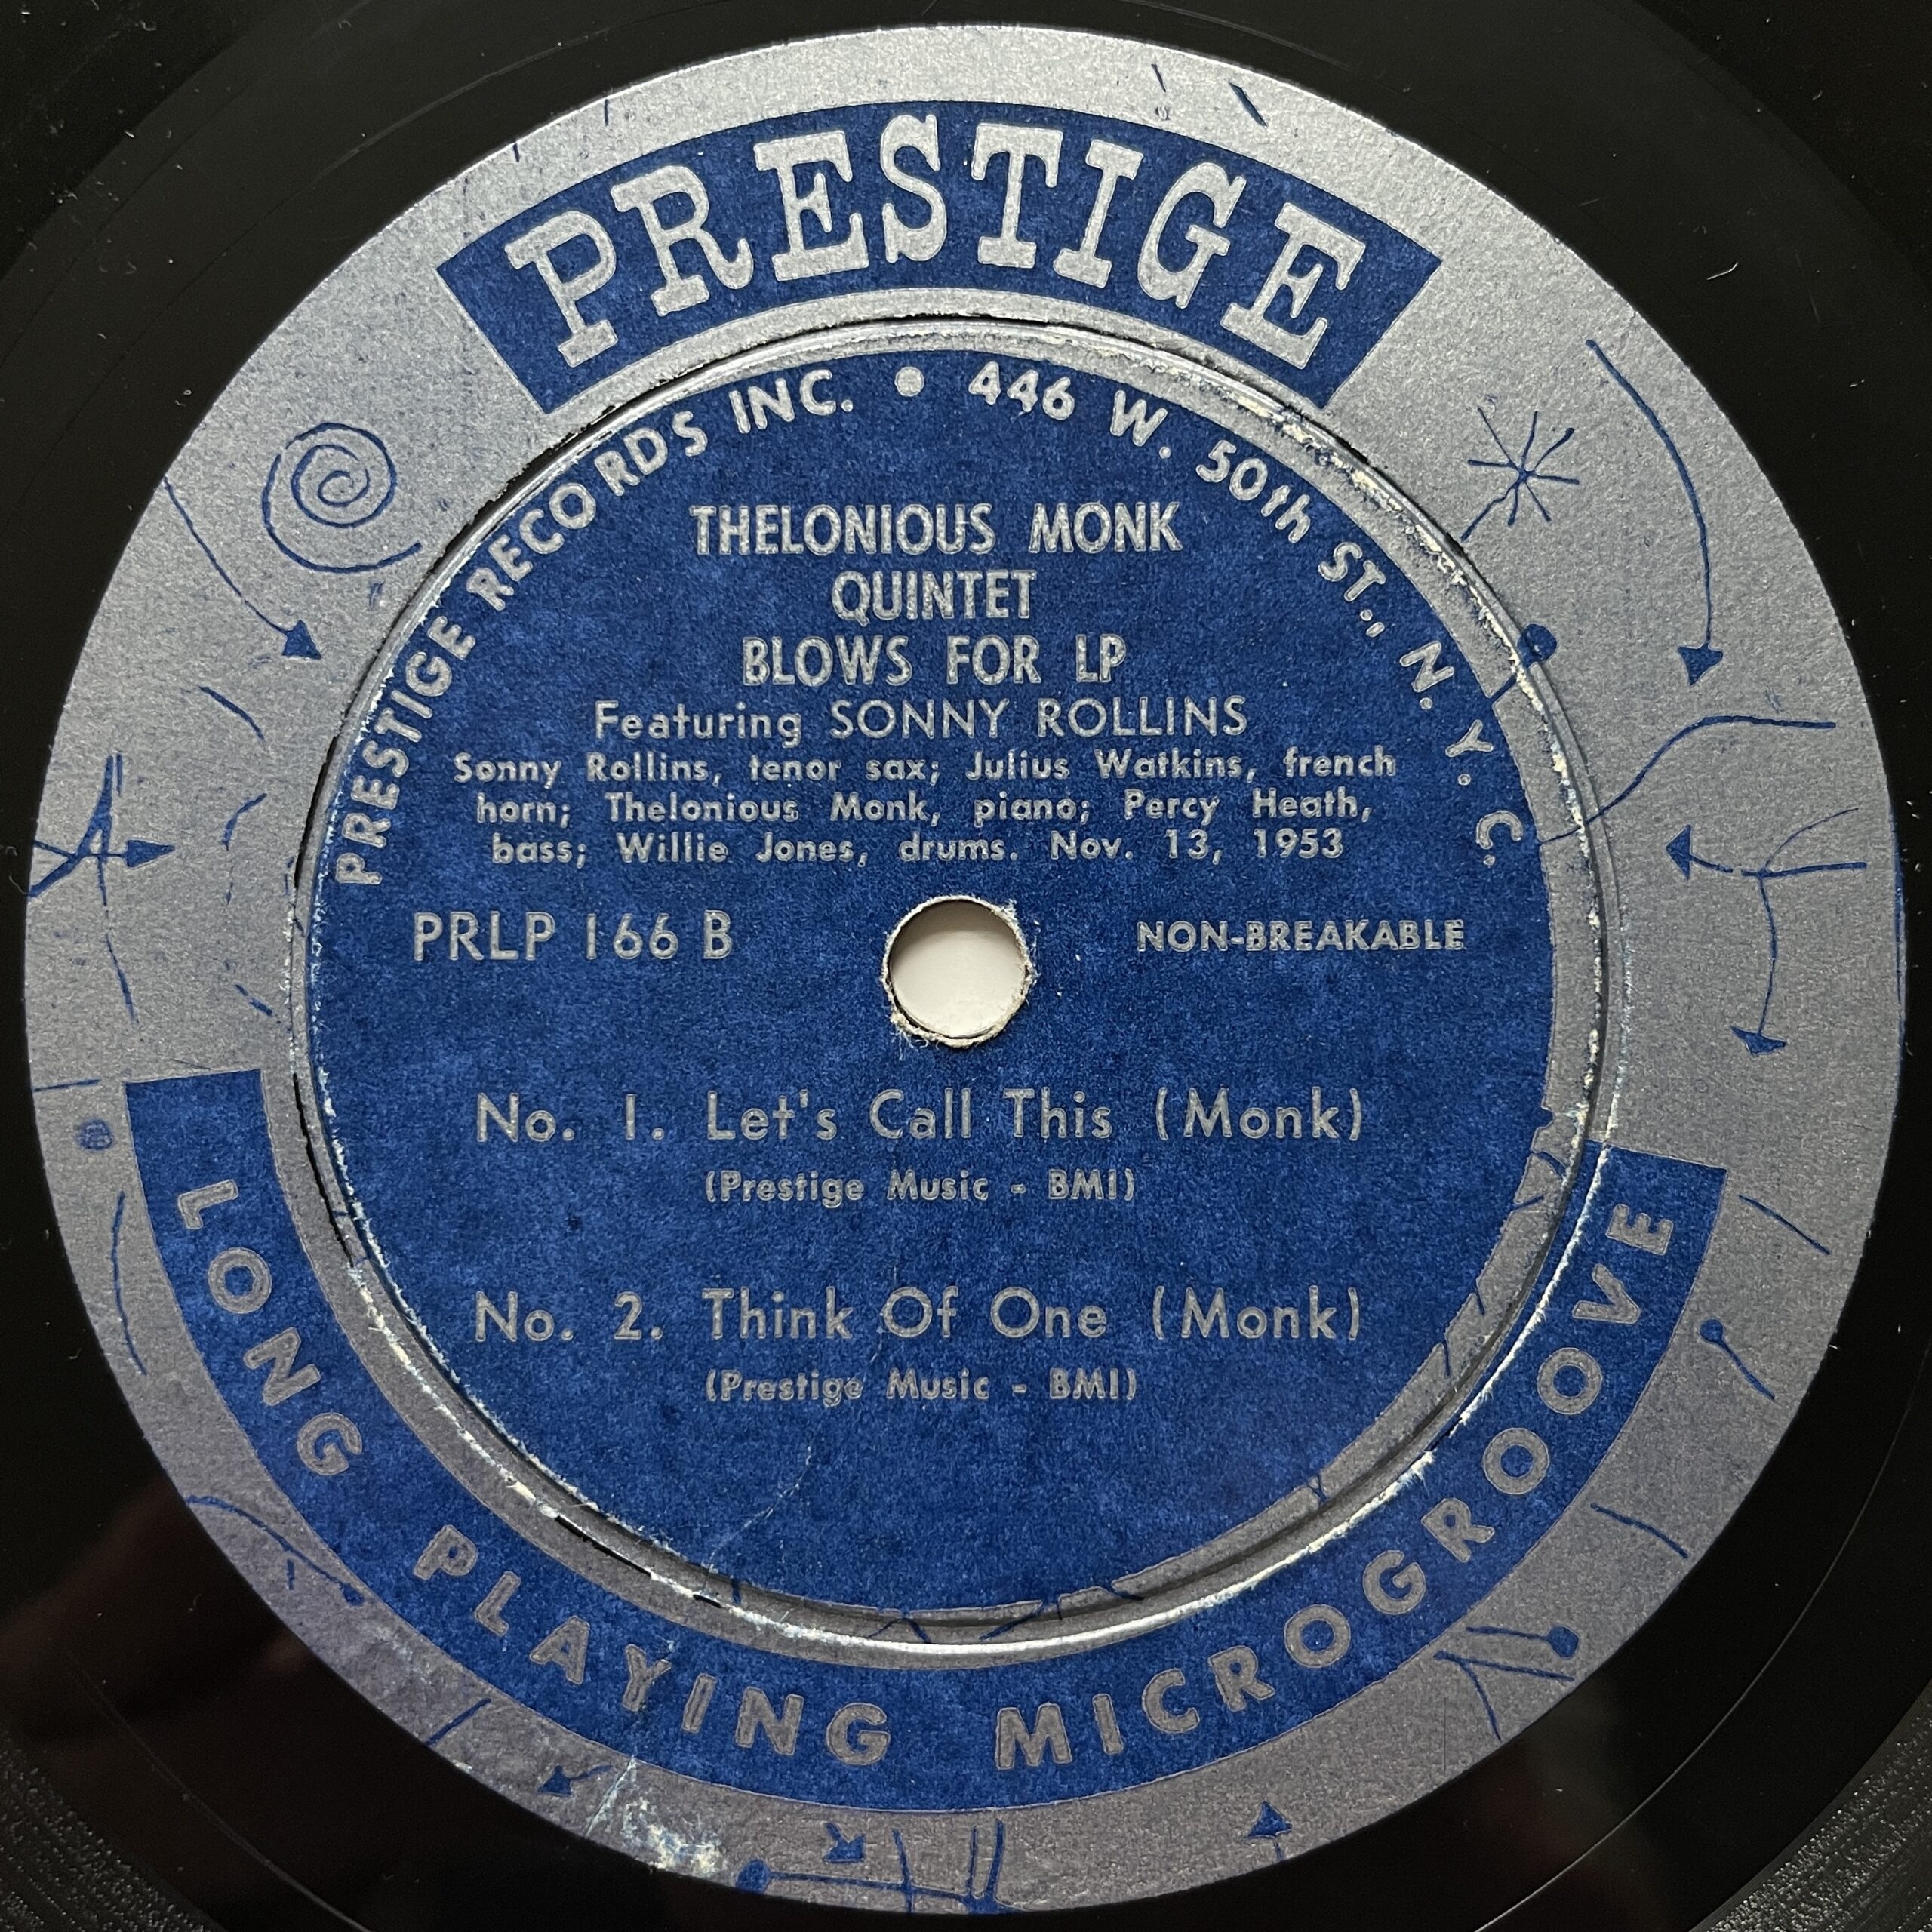 PRESTIGE
PRESTIGE RECORDS INC. • 446 W. 50th ST., N. Y. C.
THELONIOUS MONK
QUINTET
BLOWS FOR LP
Featuring SONNY ROLLINS
Sonny Rollins, tenor sax; Julius Watkins, french
horn; Thelonious Monk, piano; Percy Heath,
bass; Willie Jones, drums. Nov. 13, 1953
PRLP 166 B
NON-BREAKABLE
No. 1. Let's Call This (Monk)
(Prestige Music - BMI)
No. 2. Think Of One (Monk)
(Prestige Music - BMI)
LONG PLAYING MICROGROOVE